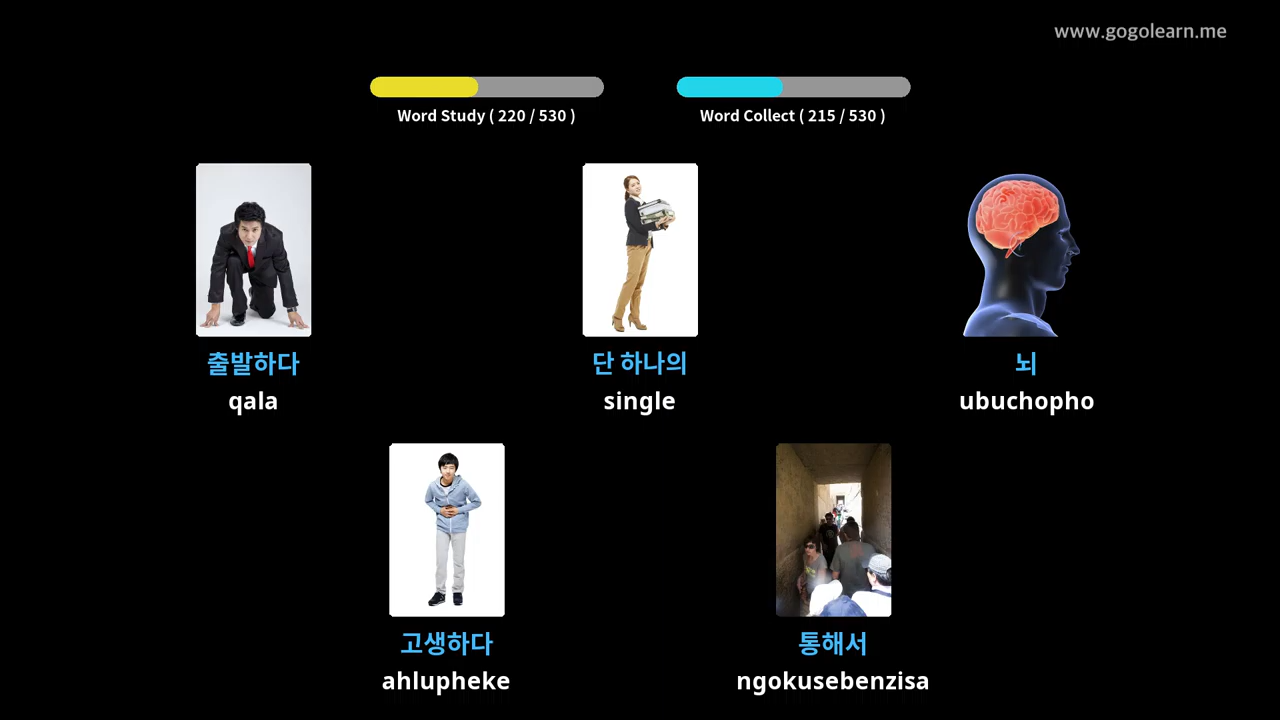 www.gogolearn.me
Word Study ( 220 / 530 )
Word Collect ( 215 / 530 )
출발하다
qala
단 하나의
single
뇌
ubuchopho
고생하다
ahlupheke
통해서
ngokusebenzisa